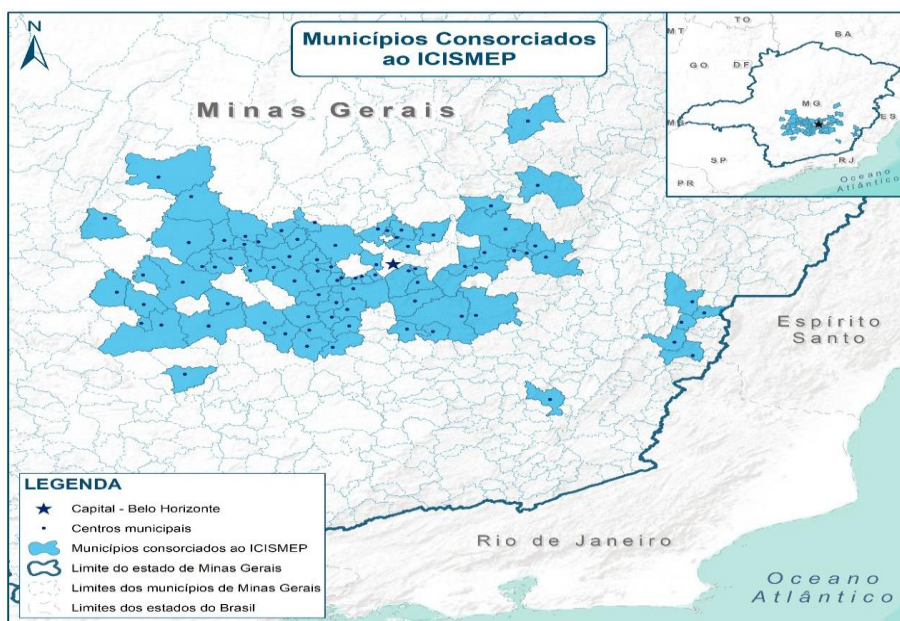 N
Municípios Consorciados
ao ICISMEP
Minas Gerais
TO
BA
MT
GO
DF
MG
ES
SP
RJ
PR
Oceano
Atlântico
Espírito
Santo
Rio de Janeiro
Oceano
Atlântico
LEGENDA
Capital - Belo Horizonte
Centros municipais
Municípios consorciados ao ICISMEP
Limite do estado de Minas Gerais
Limites dos municípios de Minas Gerais
Limites dos estados do Brasil